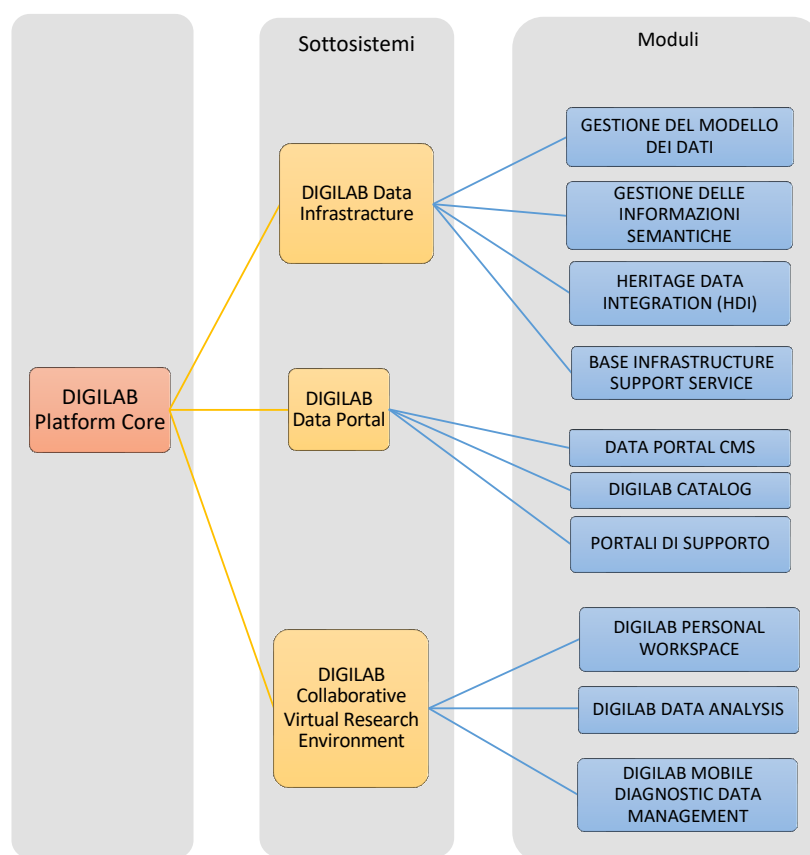 Sottosistemi
Moduli
DIGILAB
Platform Core
DIGILAB Data
Infrastracture
GESTIONE DEL MODELLO
DEI DATI
GESTIONE DELLE
INFORMAZIONI
SEMANTICHE
HERITAGE DATA
INTEGRATION (HDI)
BASE INFRASTRUCTURE
SUPPORT SERVICE
DIGILAB
Data Portal
DATA PORTAL CMS
DIGILAB CATALOG
PORTALI DI SUPPORTO
DIGILAB
Collaborative
Virtual Research
Environment
DIGILAB PERSONAL
WORKSPACE
DIGILAB DATA ANALYSIS
DIGILAB MOBILE
DIAGNOSTIC DATA
MANAGEMENT